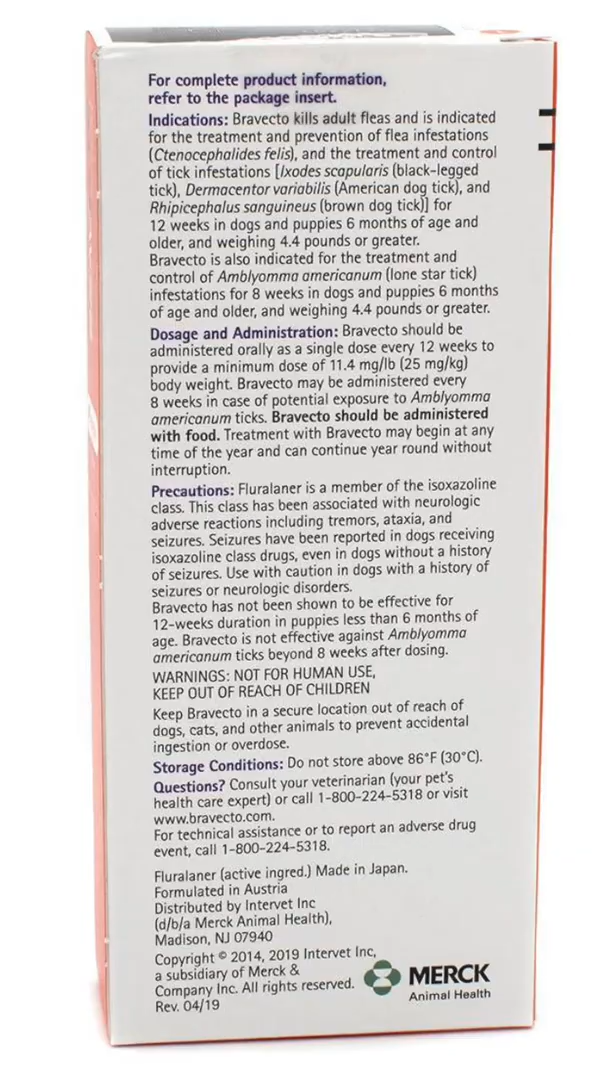 For complete product information,
refer to the package insert.
Indications: Bravecto kills adult fleas and is indicated
for the treatment and prevention of flea infestations
(Ctenocephalides felis), and the treatment and control
of tick infestations [Ixodes scapularis (black-legged
tick), Dermacentor variabilis (American dog tick), and
Rhipicephalus sanguineus (brown dog tick)] for
12 weeks in dogs and puppies 6 months of age and
older, and weighing 4.4 pounds or greater.
Bravecto is also indicated for the treatment and
control of Amblyomma americanum (lone star tick)
infestations for 8 weeks in dogs and puppies 6 months
of age and older, and weighing 4.4 pounds or greater.
Dosage and Administration: Bravecto should be
administered orally as a single dose every 12 weeks to
provide a minimum dose of 11.4 mg/lb (25 mg/kg)
body weight. Bravecto may be administered every
8 weeks in case of potential exposure to Amblyomma
americanum ticks. Bravecto should be administered
with food. Treatment with Bravecto may begin at any
time of the year and can continue year round without
interruption.
Precautions: Fluralaner is a member of the isoxazoline
class. This class has been associated with neurologic
adverse reactions including tremors, ataxia, and
seizures. Seizures have been reported in dogs receiving
isoxazoline class drugs, even in dogs without a history
of seizures. Use with caution in dogs with a history of
seizures or neurologic disorders.
Bravecto has not been shown to be effective for
12-weeks duration in puppies less than 6 months of
age. Bravecto is not effective against Amblyomma
americanum ticks beyond 8 weeks after dosing.
WARNINGS: NOT FOR HUMAN USE,
KEEP OUT OF REACH OF CHILDREN
Keep Bravecto in a secure location out of reach of
dogs, cats, and other animals to prevent accidental
ingestion or overdose.
Storage Conditions: Do not store above 86°F (30°C).
Questions? Consult your veterinarian (your pet's
health care expert) or call 1-800-224-5318 or visit
www.bravecto.com.
For technical assistance or to report an adverse drug
event, call 1-800-224-5318.
Fluralaner (active ingred.) Made in Japan.
Formulated in Austria
Distributed by Intervet Inc
(d/b/a Merck Animal Health),
Madison, NJ 07940
Copyright © 2014, 2019 Intervet Inc,
a subsidiary of Merck &
Company Inc. All rights reserved.
Rev. 04/19
MERCK
Animal Health